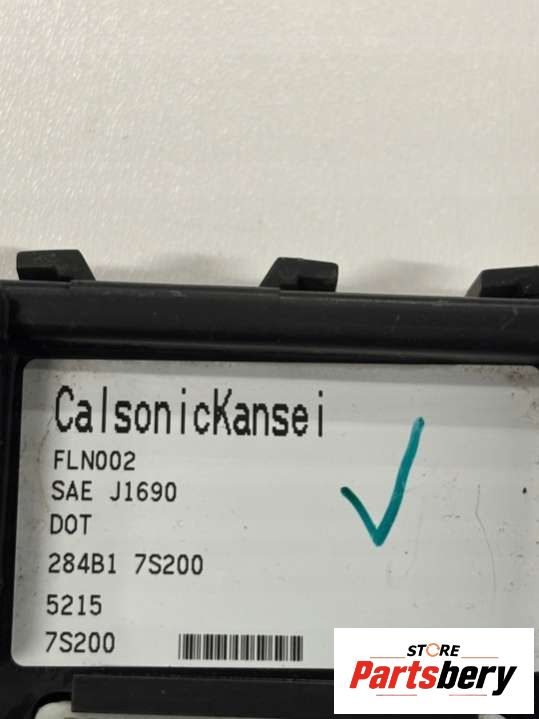 CalsonicKansei
FLN002
SAE J1690
DOT
284B1 7S200
5215
7S200
STORE
Partsbery